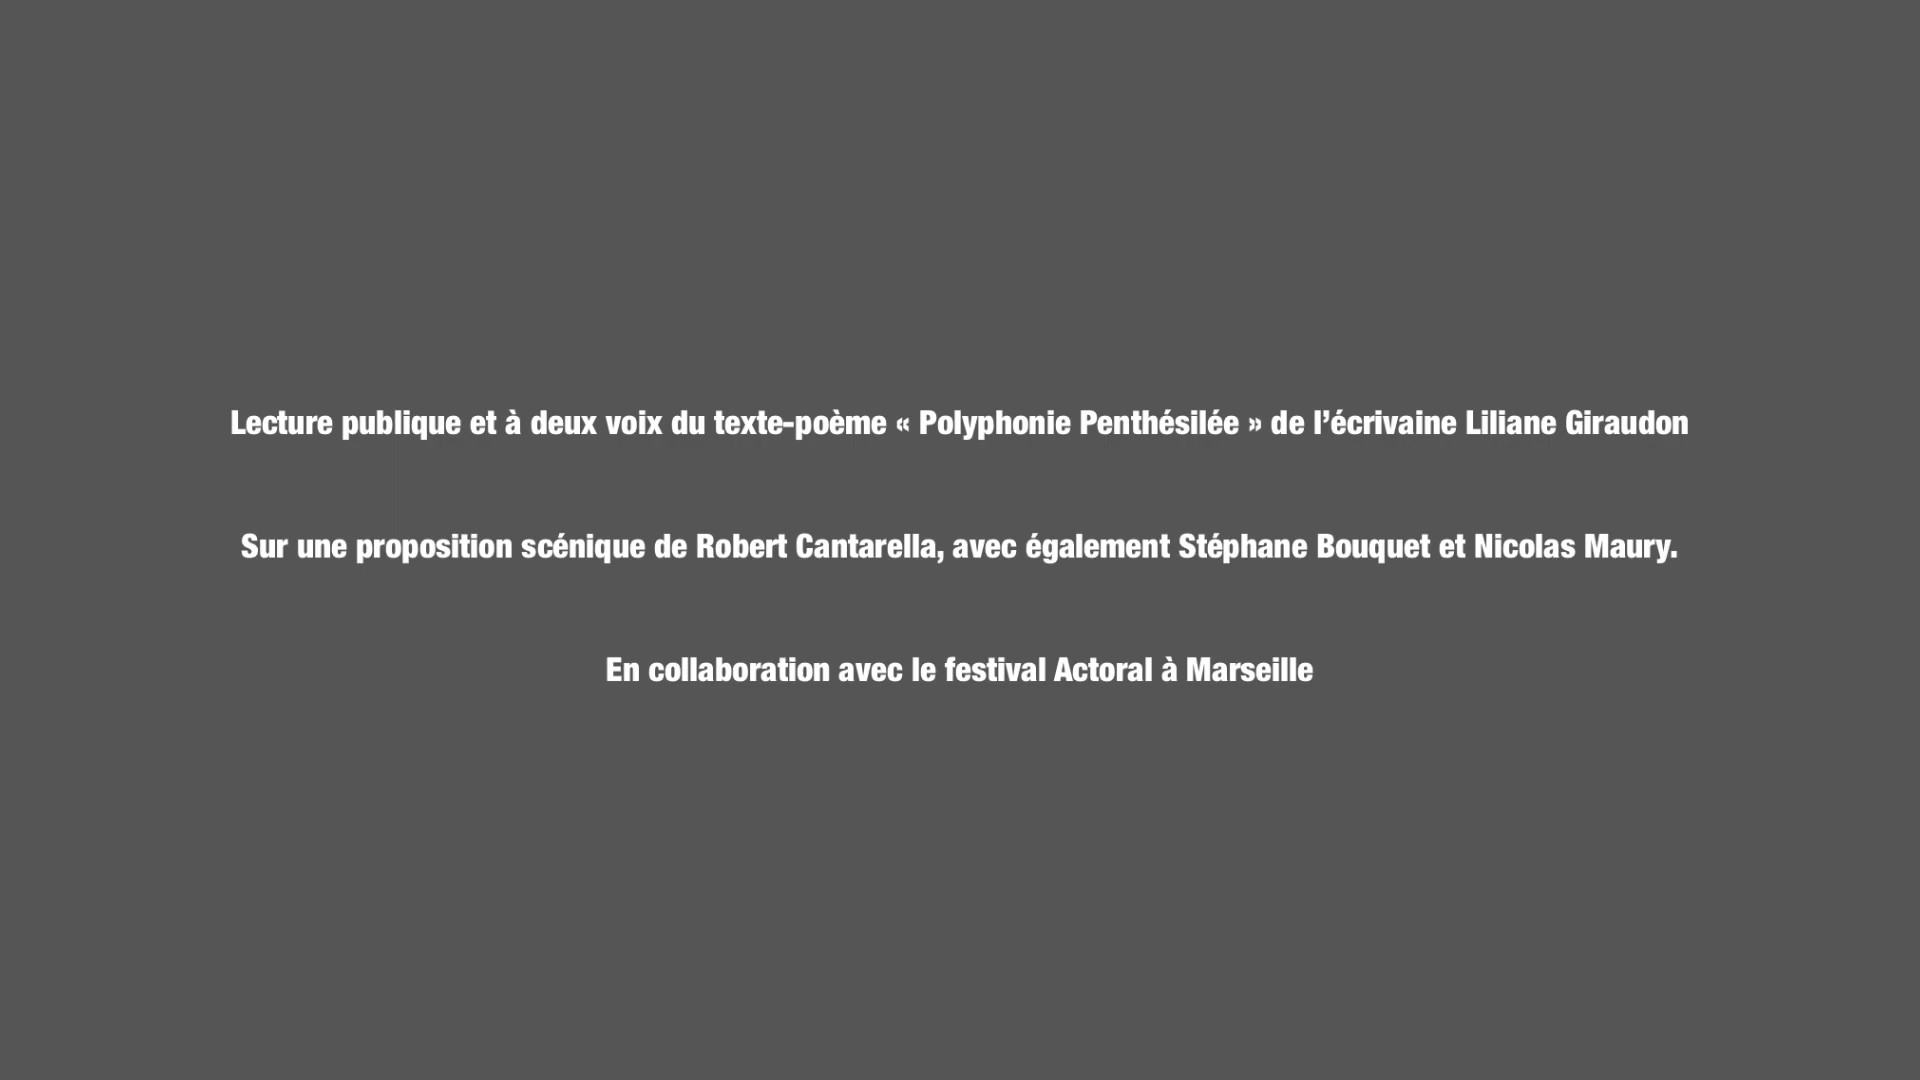 Lecture publique et à deux voix du texte-poème « Polyphonie Penthésilée » de l’écrivaine Liliane Giraudon
Sur une proposition scénique de Robert Cantarella, avec également Stéphane Bouquet et Nicolas Maury.
En collaboration avec le festival Actoral à Marseille